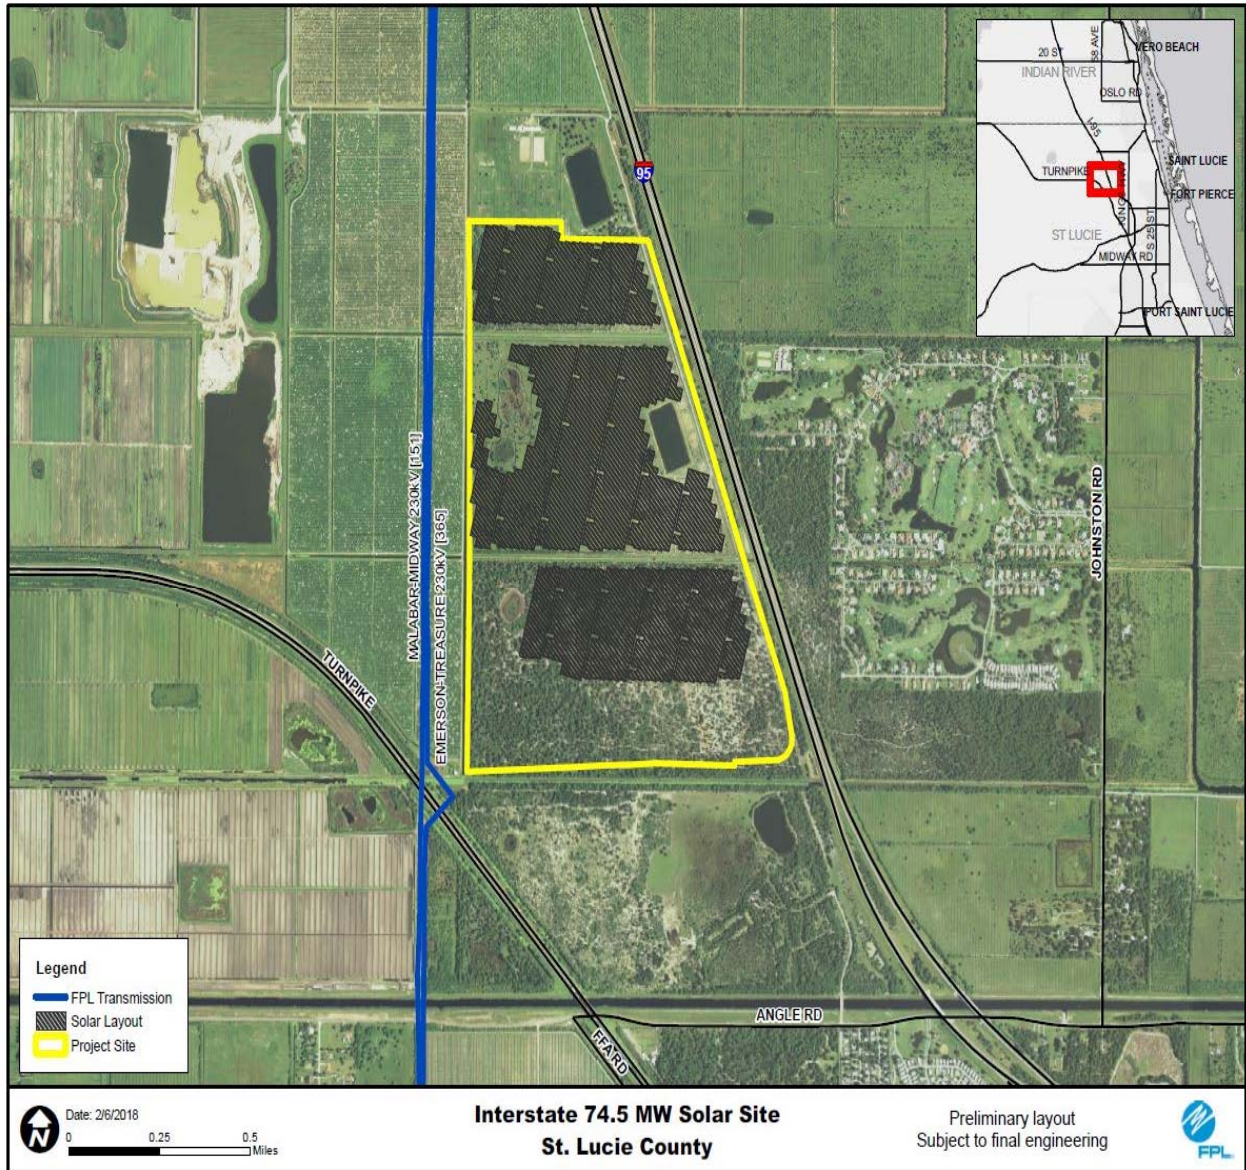 20 ST
58 AVE
VERO BEACH
INDIAN RIVER
OSLO RD
I-95
TURNPIKE
SAINT LUCIE
FORT PIERCE
S 25 ST
ST LUCIE
MIDWAY RD
PORT SAINT LUCIE
95
MALABAR-MIDWAY 230kV [151]
EMERSON-TREASURE 230kV [365]
JOHNSTON RD
TURNPIKE
ANGLE RD
FFA RD
Legend
FPL Transmission
Solar Layout
Project Site
N
Date: 2/6/2018
0 0.25 0.5
Miles
Interstate 74.5 MW Solar Site
St. Lucie County
Preliminary layout
Subject to final engineering
FPL